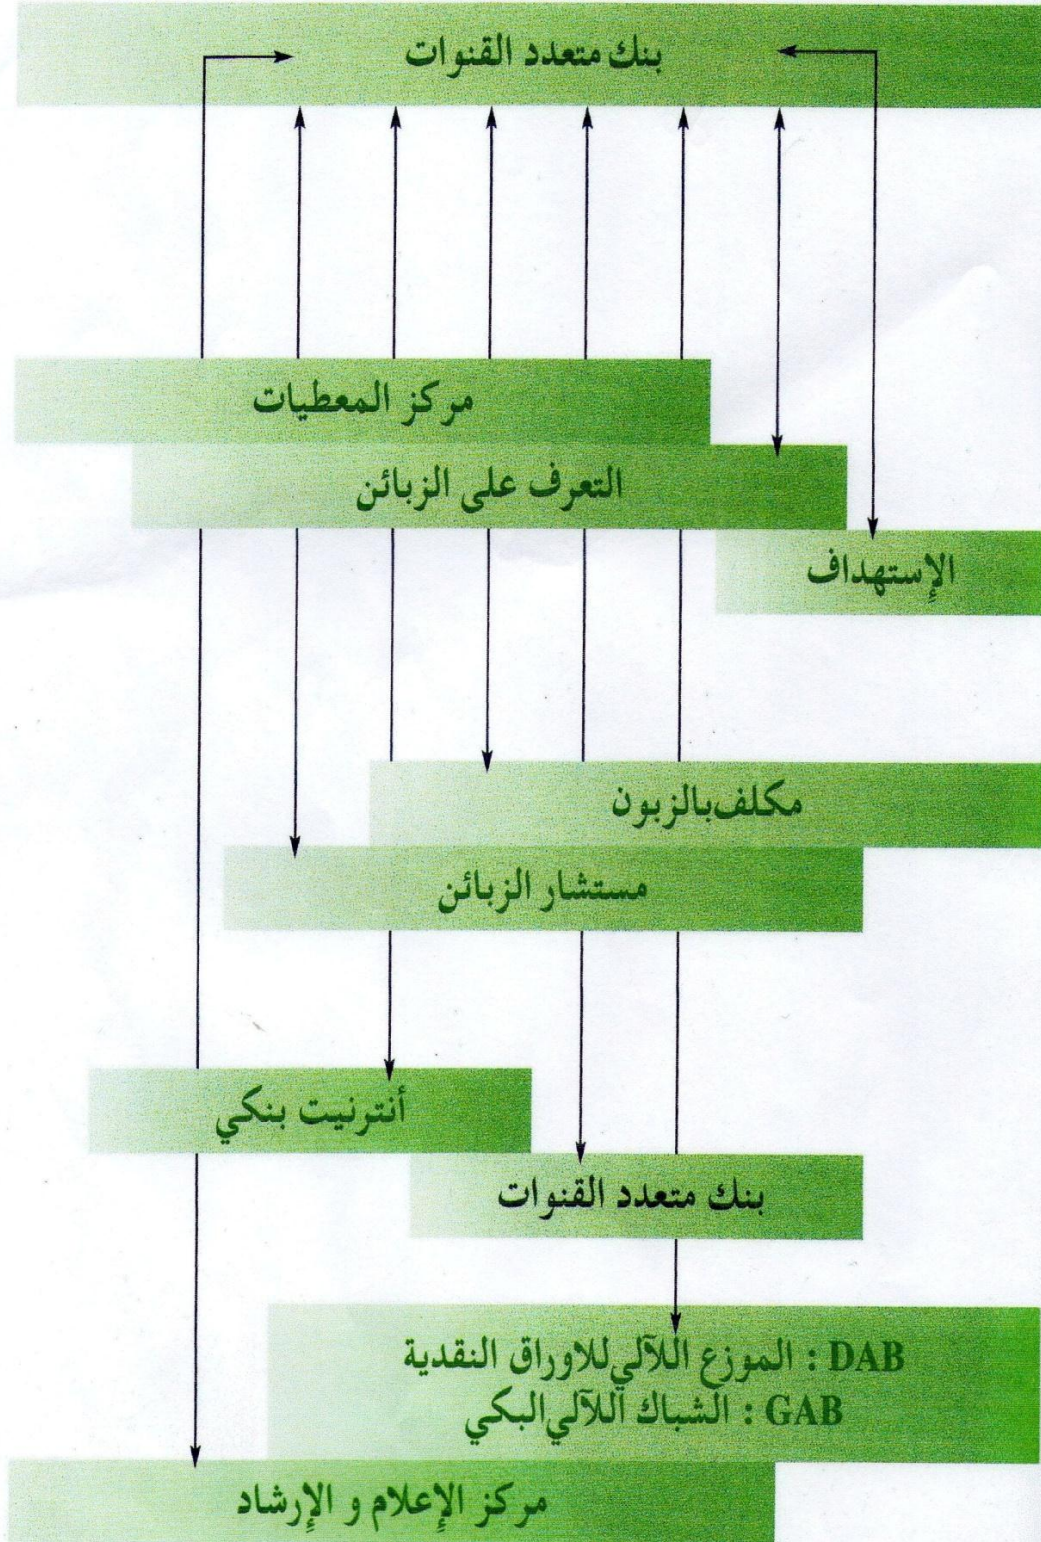 بنك متعدد القنوات
مركز المعطيات
التعرف على الزبائن
الإستهداف
مكلف بالزبون
مستشار الزبائن
أنترنيت بنكي
بنك متعدد القنوات
DAB : الموزع اللآلي للاوراق النقدية
GAB : الشباك اللآلي البكي
مركز الإعلام و الإرشاد